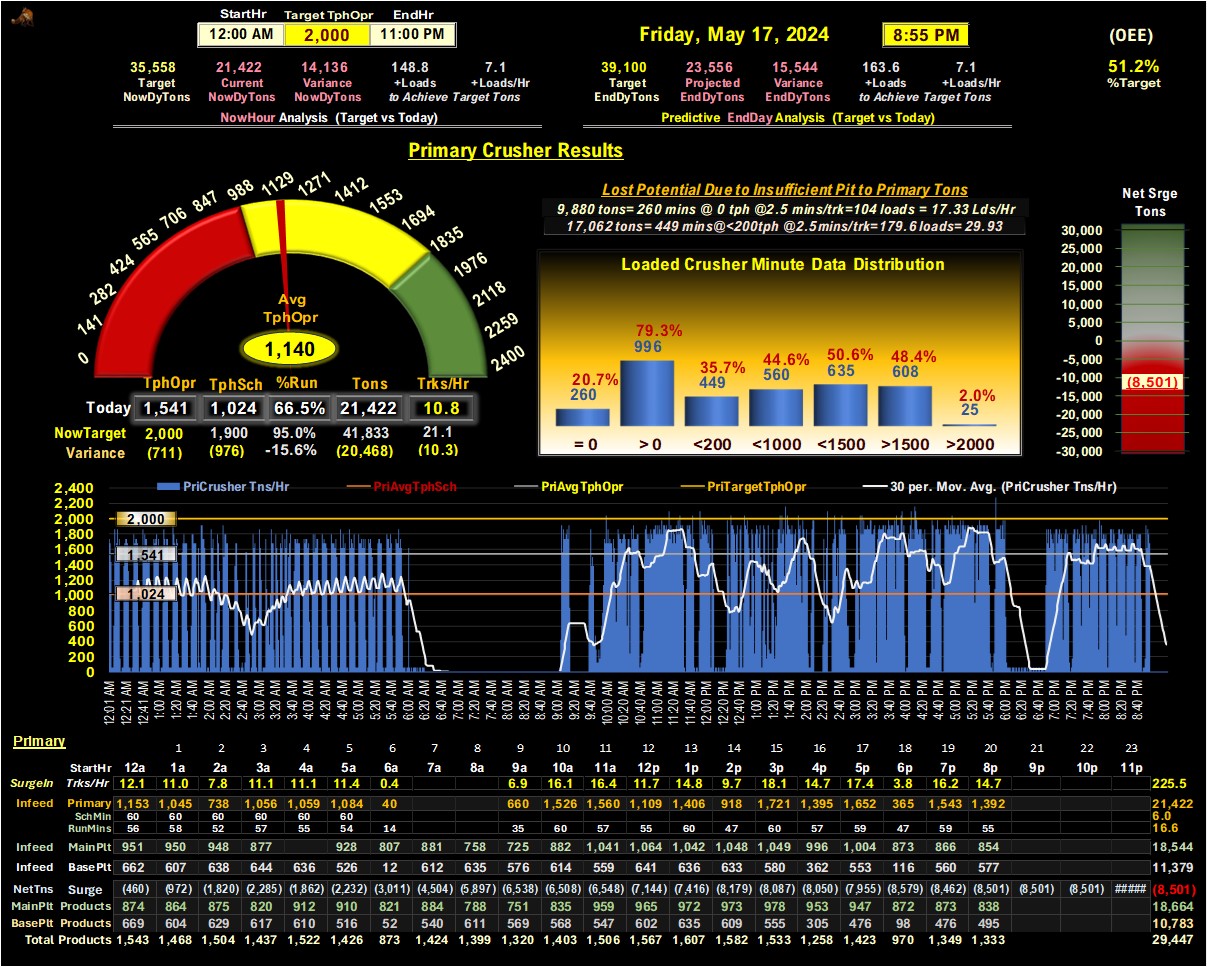 StartHr Target TphOpr EndHr
12:00 AM 2,000 11:00 PM
Friday, May 17, 2024 8:55 PM (OEE)
35,558 21,422 14,136 148.8 7.1 39,100 23,556 15,544 163.6 7.1 51.2%
Target Current Variance +Loads +Loads/Hr Target Projected Variance +Loads +Loads/Hr %Target
NowDyTons NowDyTons NowDyTons to Achieve Target Tons EndDyTons EndDyTons EndDyTons to Achieve Target Tons
NowHour Analysis (Target vs Today) Predictive EndDay Analysis (Target vs Today)
Primary Crusher Results
0 141 282 424 565 706 847 988 1129 1271 1412 1553 1694 1835 1976 2118 2259 2400
Avg
TphOpr
1,140
TphOpr TphSch %Run Tons Trks/Hr
Today 1,541 1,024 66.5% 21,422 10.8
NowTarget 2,000 1,900 95.0% 41,833 21.1
Variance (711) (976) -15.6% (20,468) (10.3)
Lost Potential Due to Insufficient Pit to Primary Tons
9,880 tons= 260 mins @ 0 tph @2.5 mins/trk=104 loads = 17.33 Lds/Hr
17,062 tons= 449 mins@<200tph @2.5mins/trk=179.6 loads= 29.93
Loaded Crusher Minute Data Distribution
20.7% 79.3% 35.7% 44.6% 50.6% 48.4% 2.0%
260 996 449 560 635 608 25
= 0 > 0 <200 <1000 <1500 >1500 >2000
Net Srge
Tons
30,000
25,000
20,000
15,000
10,000
5,000
0
-5,000
-10,000
(8,501)
-15,000
-20,000
-25,000
-30,000
PriCrusher Tns/Hr PriAvgTphSch PriAvgTphOpr PriTargetTphOpr 30 per. Mov. Avg. (PriCrusher Tns/Hr)
2,400
2,200
2,000
1,800
1,600
1,400
1,200
1,000
800
600
400
200
0
2,000
1,541
1,024
12:01 AM 12:21 AM 12:41 AM 1:00 AM 1:20 AM 1:40 AM 2:00 AM 2:20 AM 2:40 AM 3:00 AM 3:20 AM 3:40 AM 4:00 AM 4:20 AM 4:40 AM 5:00 AM 5:20 AM 5:40 AM 6:00 AM 6:20 AM 6:40 AM 7:00 AM 7:20 AM 7:40 AM 8:00 AM 8:20 AM 8:40 AM 9:00 AM 9:20 AM 9:40 AM 10:00 AM 10:20 AM 10:40 AM 11:00 AM 11:20 AM 11:40 AM 12:00 PM 12:20 PM 12:40 PM 1:00 PM 1:20 PM 1:40 PM 2:00 PM 2:20 PM 2:40 PM 3:00 PM 3:20 PM 3:40 PM 4:00 PM 4:20 PM 4:40 PM 5:00 PM 5:20 PM 5:40 PM 6:00 PM 6:20 PM 6:40 PM 7:00 PM 7:20 PM 7:40 PM 8:00 PM 8:20 PM 8:40 PM
Primary 1 2 3 4 5 6 7 8 9 10 11 12 13 14 15 16 17 18 19 20 21 22 23
StartHr 12a 1a 2a 3a 4a 5a 6a 7a 8a 9a 10a 11a 12p 1p 2p 3p 4p 5p 6p 7p 8p 9p 10p 11p
SurgeIn Trks/Hr 12.1 11.0 7.8 11.1 11.1 11.4 0.4 6.9 16.1 16.4 11.7 14.8 9.7 18.1 14.7 17.4 3.8 16.2 14.7 225.5
Infeed Primary 1,153 1,045 738 1,056 1,059 1,084 40 660 1,526 1,560 1,109 1,406 918 1,721 1,395 1,652 365 1,543 1,392 21,422
SchMin 60 60 60 60 60 60 6.0
RunMins 56 58 52 57 55 54 14 35 60 57 55 60 47 60 57 59 47 59 55 16.6
Infeed MainPlt 951 950 948 877 928 807 881 758 725 882 1,041 1,064 1,042 1,048 1,049 996 1,004 873 866 854 18,544
Infeed BasePlt 662 607 638 644 636 526 12 612 635 576 614 559 641 636 633 580 362 553 116 560 577 11,379
NetTns Surge (460) (972) (1,820) (2,285) (1,862) (2,232) (3,011) (4,504) (5,897) (6,538) (6,508) (6,548) (7,144) (7,416) (8,179) (8,087) (8,050) (7,955) (8,579) (8,462) (8,501) (8,501) (8,501) ##### (8,501)
MainPlt Products 874 864 875 820 912 910 821 884 788 751 835 959 965 972 973 978 953 947 872 873 838 18,664
BasePlt Products 669 604 629 617 610 516 52 540 611 569 568 547 602 635 609 555 305 476 98 476 495 10,783
Total Products 1,543 1,468 1,504 1,437 1,522 1,426 873 1,424 1,399 1,320 1,403 1,506 1,567 1,607 1,582 1,533 1,258 1,423 970 1,349 1,333 29,447